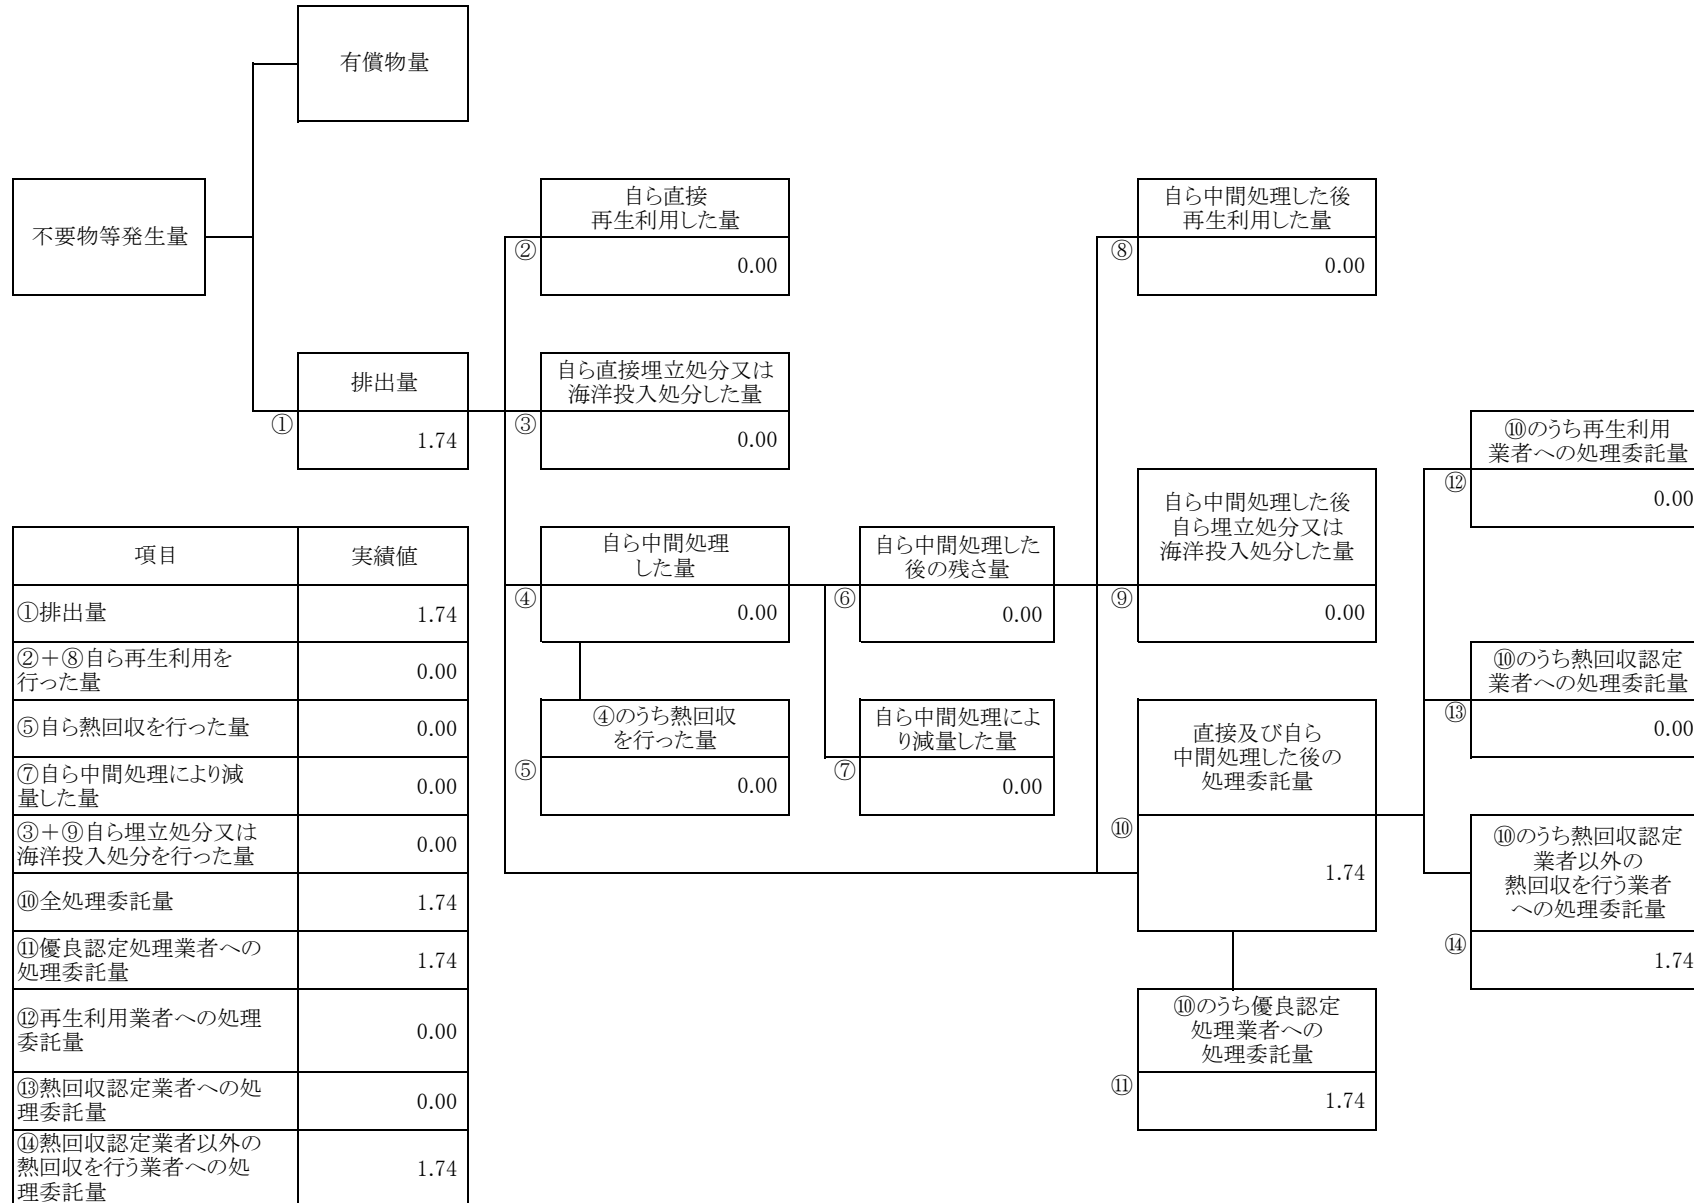 有償物量
不要物等発生量
自ら直接
再生利用した量
②
0.00
自ら中間処理した後
再生利用した量
⑧
0.00
排出量
①
1.74
自ら直接埋立処分又は
海洋投入処分した量
③
0.00
⑩のうち再生利用
業者への処理委託量
⑫
0.00
自ら中間処理
した量
④
0.00
自ら中間処理した
後の残さ量
⑥
0.00
自ら中間処理した後
自ら埋立処分又は
海洋投入処分した量
⑨
0.00
⑩のうち熱回収認定
業者への処理委託量
⑬
0.00
④のうち熱回収
を行った量
⑤
0.00
自ら中間処理によ
り減量した量
⑦
0.00
直接及び自ら
中間処理した後の
処理委託量
⑩
1.74
⑩のうち熱回収認定
業者以外の
熱回収を行う業者
への処理委託量
⑭
1.74
⑩のうち優良認定
処理業者への
処理委託量
⑪
1.74
項目 実績値
①排出量 1.74
②+⑧自ら再生利用を
行った量 0.00
⑤自ら熱回収を行った量 0.00
⑦自ら中間処理により減
量した量 0.00
③+⑨自ら埋立処分又は
海洋投入処分を行った量 0.00
⑩全処理委託量 1.74
⑪優良認定処理業者への
処理委託量 1.74
⑫再生利用業者への処理
委託量 0.00
⑬熱回収認定業者への処
理委託量 0.00
⑭熱回収認定業者以外の
熱回収を行う業者への処
理委託量 1.74